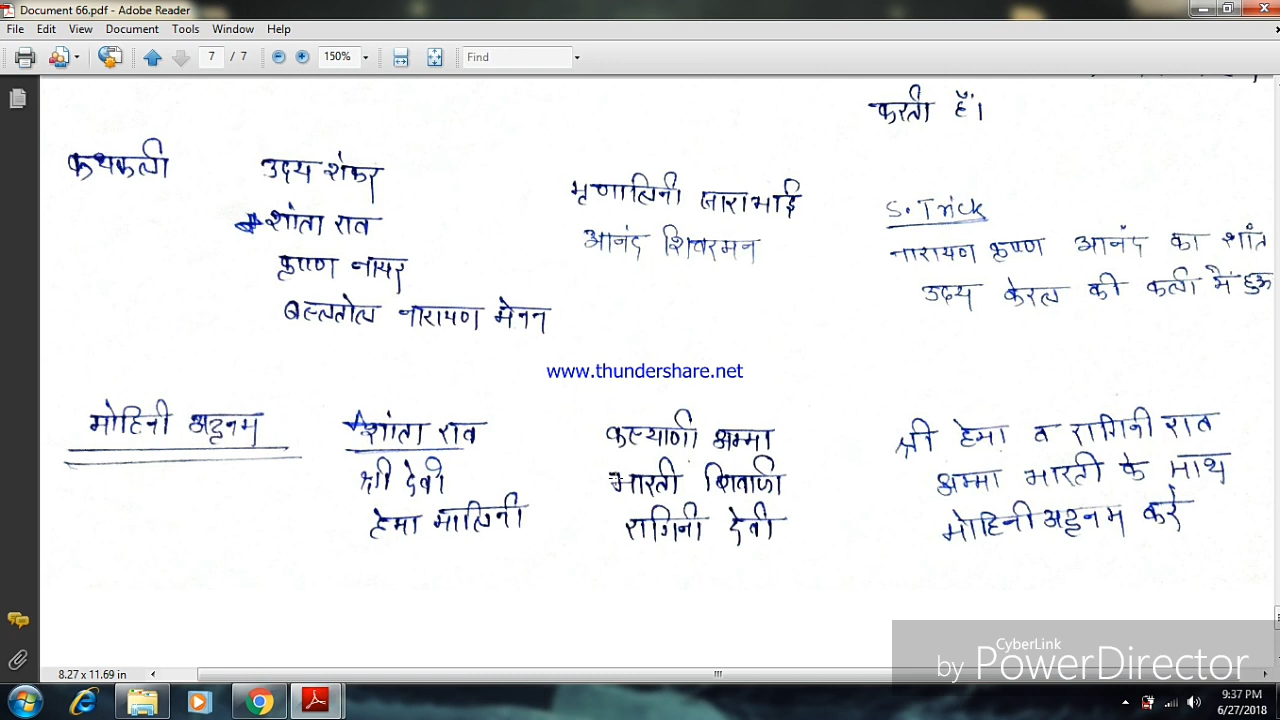 Document 66.pdf - Adobe Reader
File Edit View Document Tools Window Help
7 / 7 150% Find
करती हैं।
कथकली
उदय शंकर
शांता राव
कृष्ण नायर
बल्लतोल नारायण मेनन
मृणालिनी साराभाई
आनंद शिवरमन
S. Trick
नारायण कृष्ण आनंद का शांत
उदय केरल की कली में हुआ
www.thundershare.net
मोहिनी अट्टनम
शांता राव
श्री देवी
हेमा मालिनी
कल्याणी अम्मा
भारती शिवाजी
रागिनी देवी
श्री हेमा व रागिनी राव
अम्मा भारती के साथ
मोहिनी अट्टनम करे
8.27 x 11.69 in
CyberLink
by PowerDirector
9:37 PM
6/27/2018